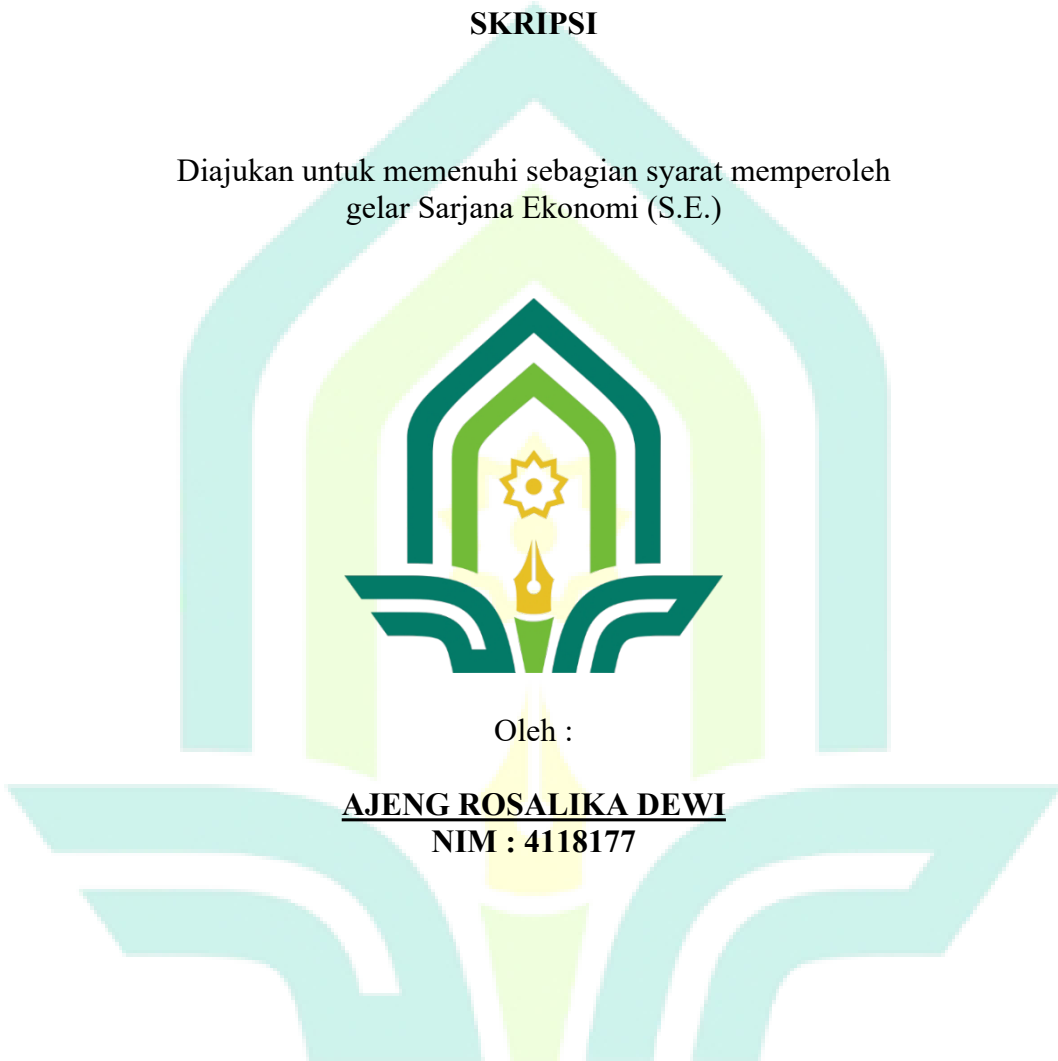 SKRIPSI
Diajukan untuk memenuhi sebagian syarat memperoleh
gelar Sarjana Ekonomi (S.E.)
Oleh :
AJENG ROSALIKA DEWI
NIM : 4118177